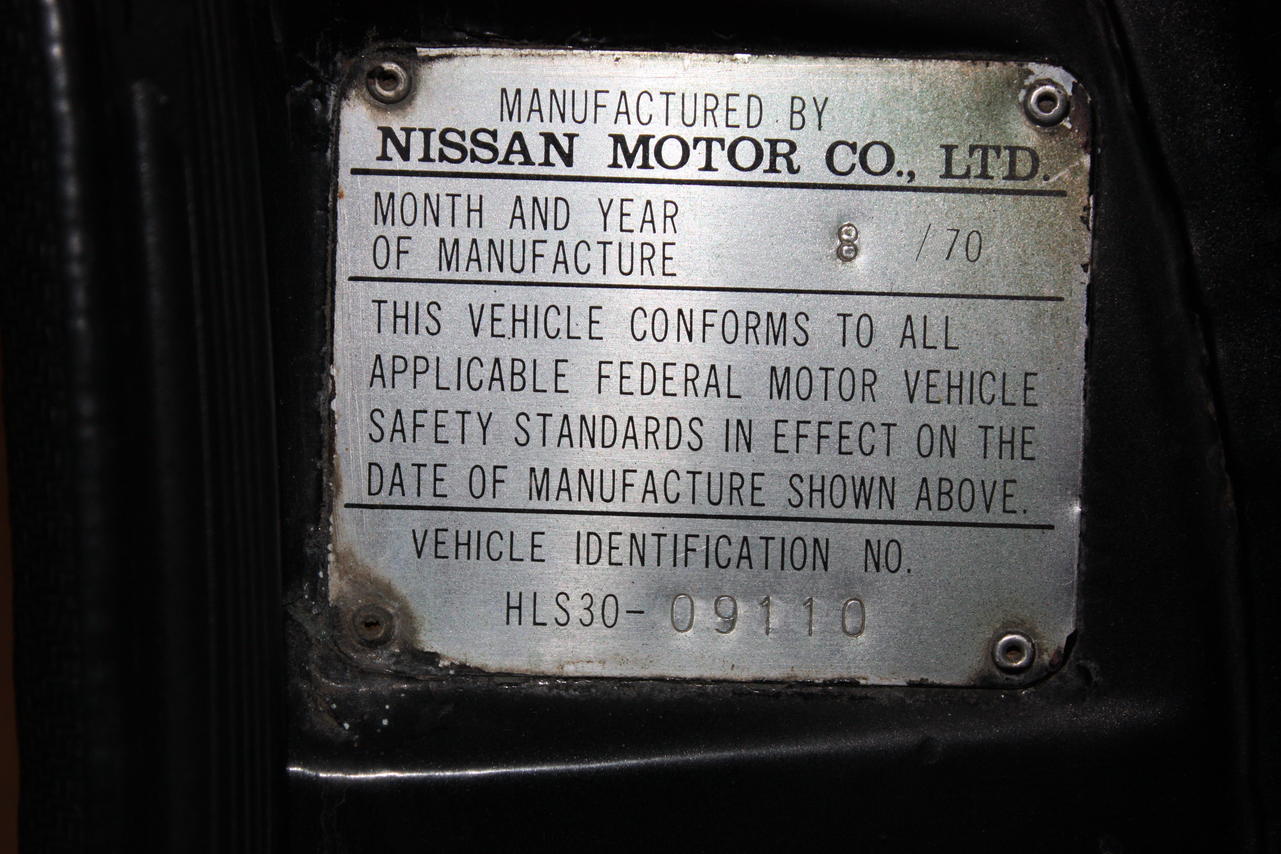 MANUFACTURED BY
NISSAN MOTOR CO., LTD.
MONTH AND YEAR
OF MANUFACTURE 8 /70
THIS VEHICLE CONFORMS TO ALL
APPLICABLE FEDERAL MOTOR VEHICLE
SAFETY STANDARDS IN EFFECT ON THE
DATE OF MANUFACTURE SHOWN ABOVE.
VEHICLE IDENTIFICATION NO.
HLS30-09110